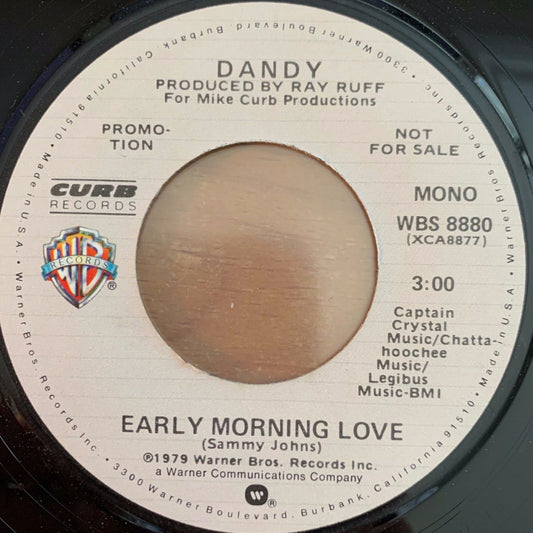 DANDY
PRODUCED BY RAY RUFF
For Mike Curb Productions
PROMO-
TION
NOT
FOR SALE
CURB
RECORDS
MONO
WBS 8880
(XCA8877)
WB
RECORDS
®
3:00
Captain
Crystal
Music/Chatta-
hoochee
Music/
Legibus
Music-BMI
EARLY MORNING LOVE
(Sammy Johns)
℗1979 Warner Bros. Records Inc.
a Warner Communications Company
W ®
Warner Bros. Records Inc. • 3300 Warner Boulevard, Burbank, California 91510 • Made in U.S.A. • Warner Bros. Records Inc. • 3300 Warner Boulevard, Burbank, California 91510 • Made in U.S.A. •